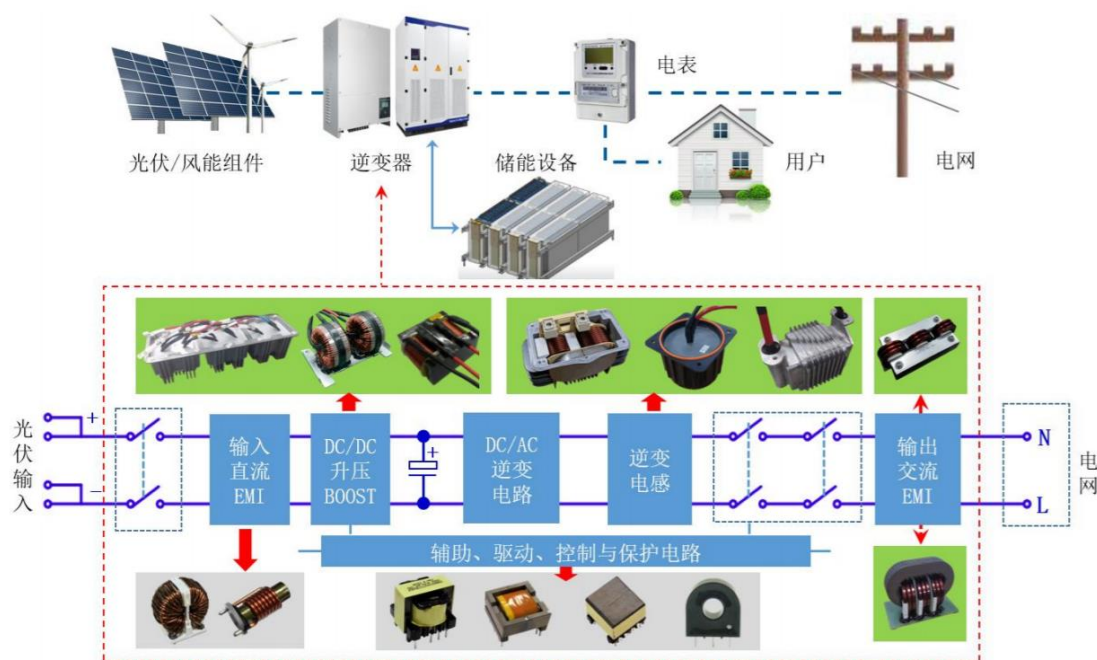 电表
光伏/风能组件
逆变器
储能设备
用户
电网
光伏输入
+
−
输入
直流
EMI
DC/DC
升压
BOOST
+
DC/AC
逆变
电路
逆变
电感
输出
交流
EMI
N
L
电网
辅助、驱动、控制与保护电路